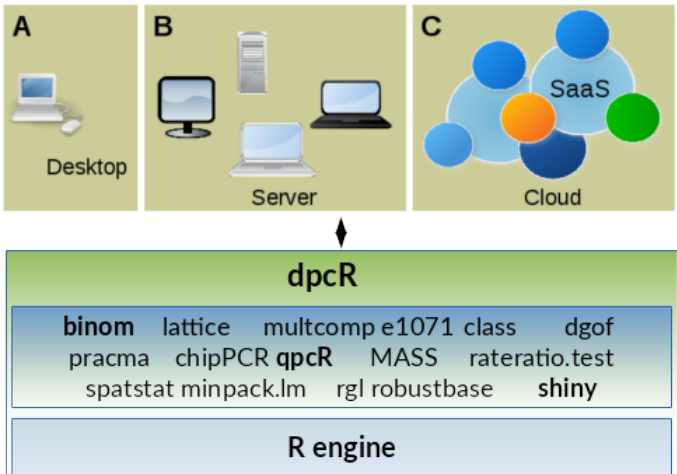 A
B
C
Desktop
Server
SaaS
Cloud
dpcR
binom lattice multcomp e1071 class dgof
pracma chipPCR qpcR MASS rateratio.test
spatstat minpack.lm rgl robustbase shiny
R engine